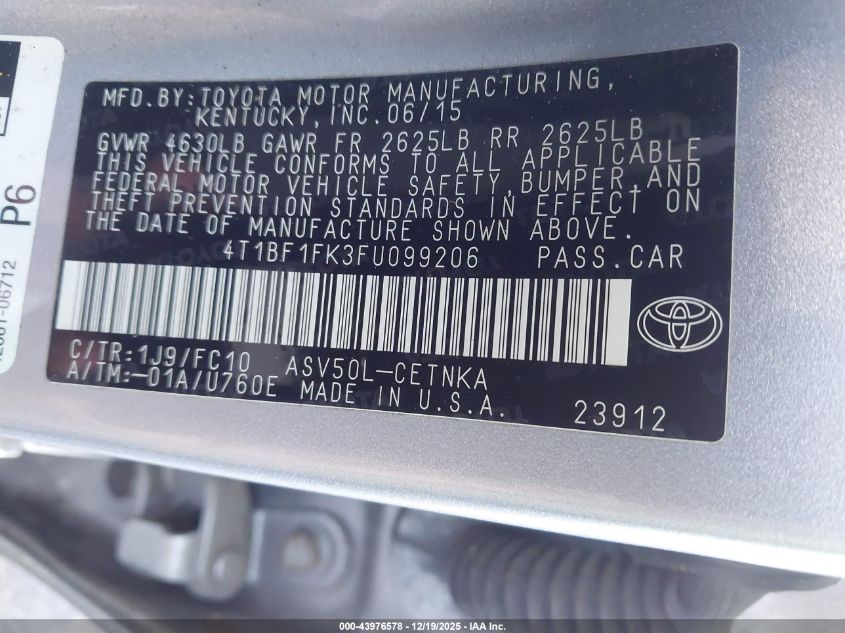 MFD.BY:TOYOTA MOTOR MANUFACTURING,
KENTUCKY, INC.06/15
GVWR 4630LB GAWR FR 2625LB RR 2625LB
THIS VEHICLE CONFORMS TO ALL APPLICABLE
FEDERAL MOTOR VEHICLE SAFETY, BUMPER, AND
THEFT PREVENTION STANDARDS IN EFFECT ON
THE DATE OF MANUFACTURE SHOWN ABOVE.
4T1BF1FK3FU099206 PASS.CAR
C/TR:1J9/FC10 ASV50L-CETNKA
A/TM:-01A/U760E MADE IN U.S.A.
23912
P6
06712
000-43976578 - 12/19/2025 - IAA Inc.